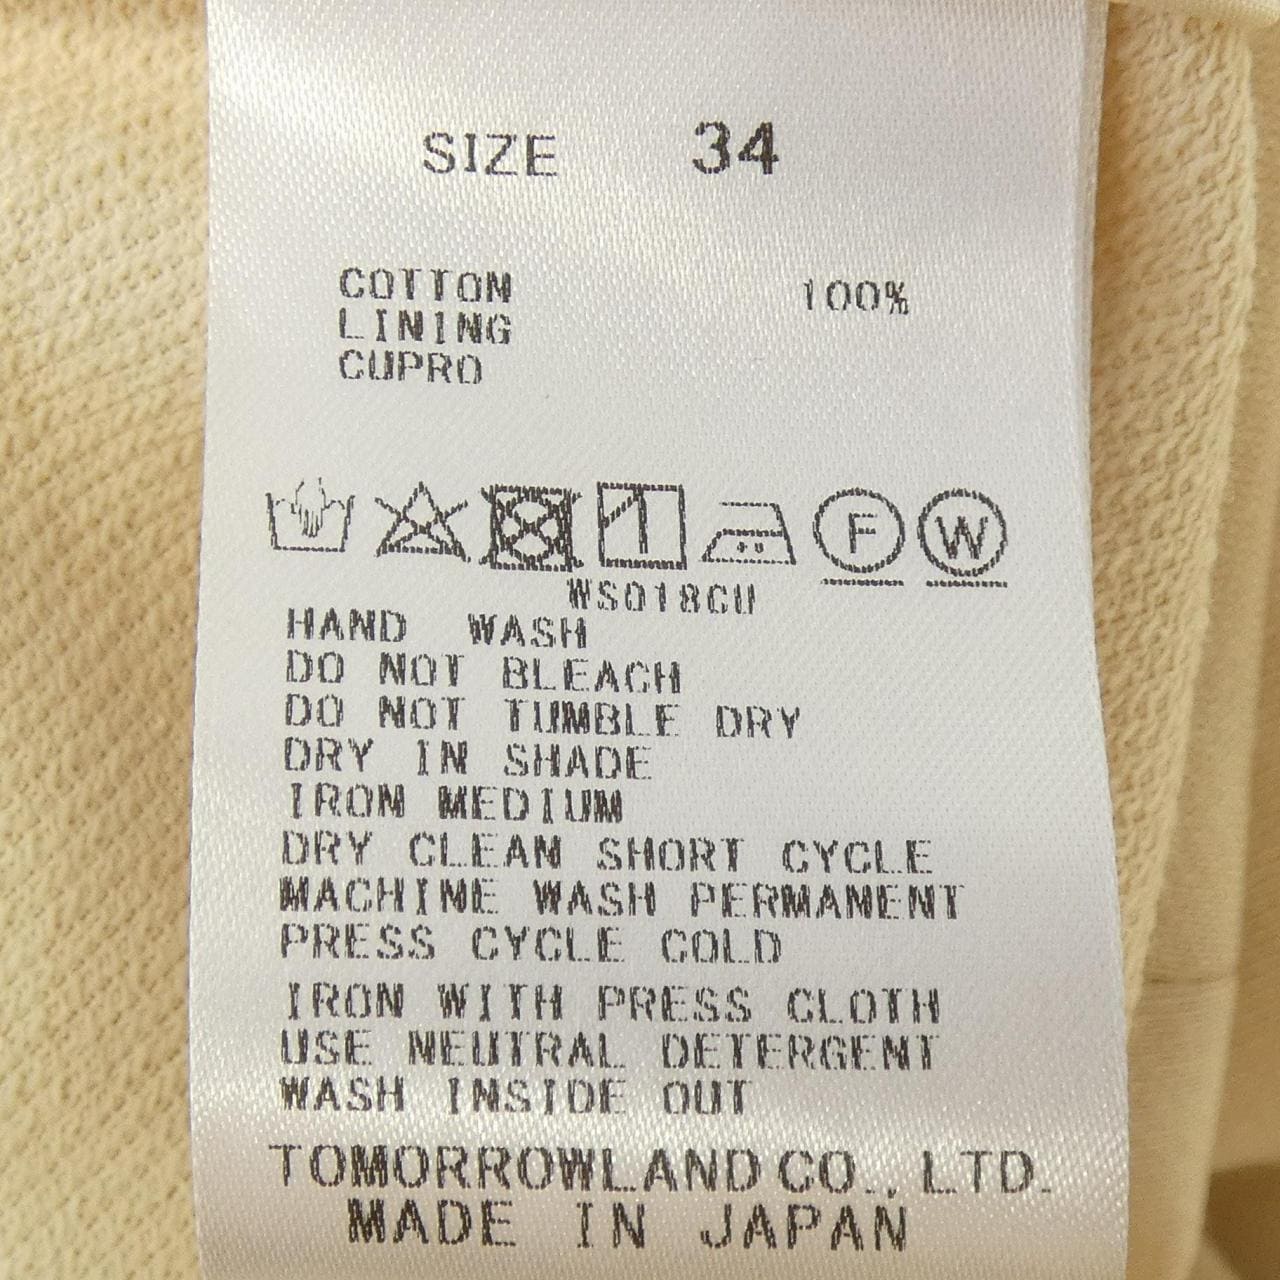 SIZE 34
COTTON 100%
LINING
CUPRO
F W
WS018CU
HAND WASH
DO NOT BLEACH
DO NOT TUMBLE DRY
DRY IN SHADE
IRON MEDIUM
DRY CLEAN SHORT CYCLE
MACHINE WASH PERMANENT
PRESS CYCLE COLD
IRON WITH PRESS CLOTH
USE NEUTRAL DETERGENT
WASH INSIDE OUT
TOMORROWLAND CO., LTD.
MADE IN JAPAN